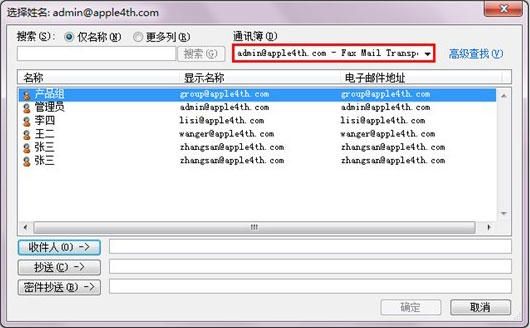 选择姓名: admin@apple4th.com
搜索(S): 仅名称(N) 更多列(R) 通讯簿(D)
搜索(G) admin@apple4th.com - Fax Mail Transp 高级查找(V)
名称 显示名称 电子邮件地址
产品组 group@apple4th.com group@apple4th.com
管理员 admin@apple4th.com admin@apple4th.com
李四 lisi@apple4th.com lisi@apple4th.com
王二 wanger@apple4th.com wanger@apple4th.com
张三 zhangsan@apple4th.com zhangsan@apple4th.com
张三 zhangsan@apple4th.com zhangsan@apple4th.com
收件人(O) ->
抄送(C) ->
密件抄送(B) ->
确定 取消